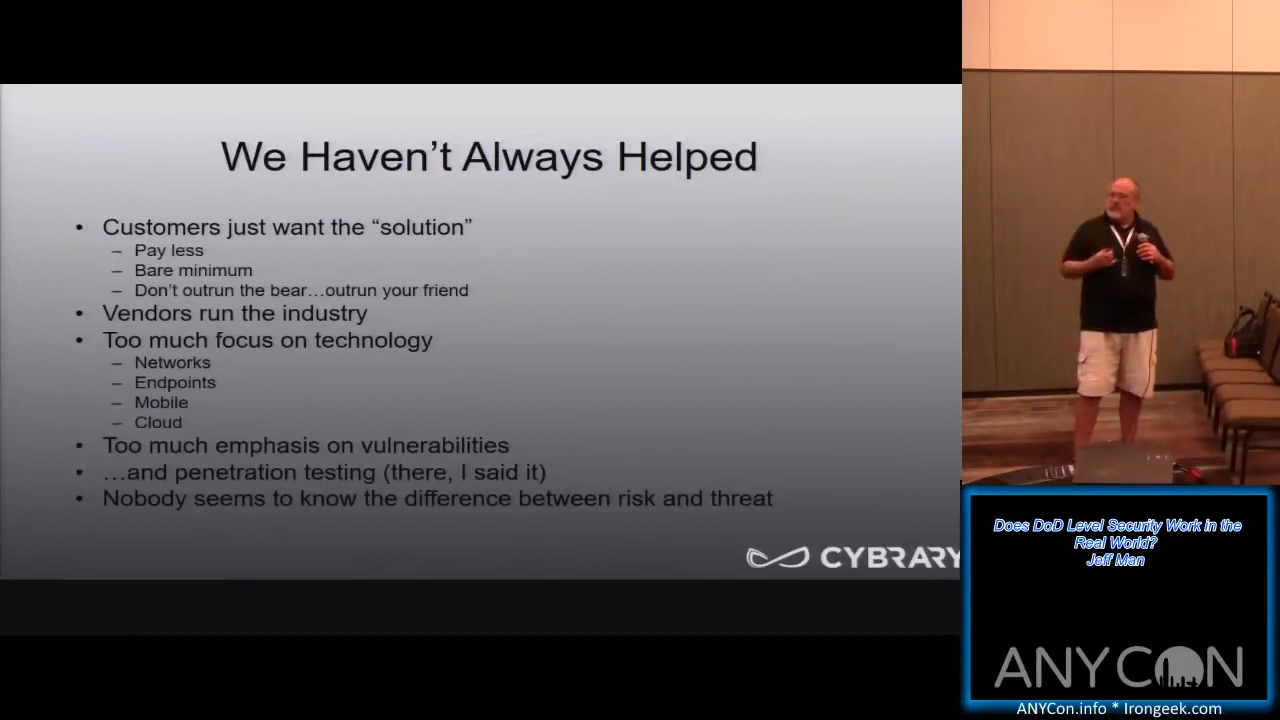 We Haven't Always Helped
• Customers just want the “solution”
– Pay less
– Bare minimum
– Don't outrun the bear…outrun your friend
• Vendors run the industry
• Too much focus on technology
– Networks
– Endpoints
– Mobile
– Cloud
• Too much emphasis on vulnerabilities
• …and penetration testing (there, I said it)
• Nobody seems to know the difference between risk and threat
CYBRARY
Does DoD Level Security Work in the
Real World?
Jeff Man
ANYCON
ANYCon.info * Irongeek.com